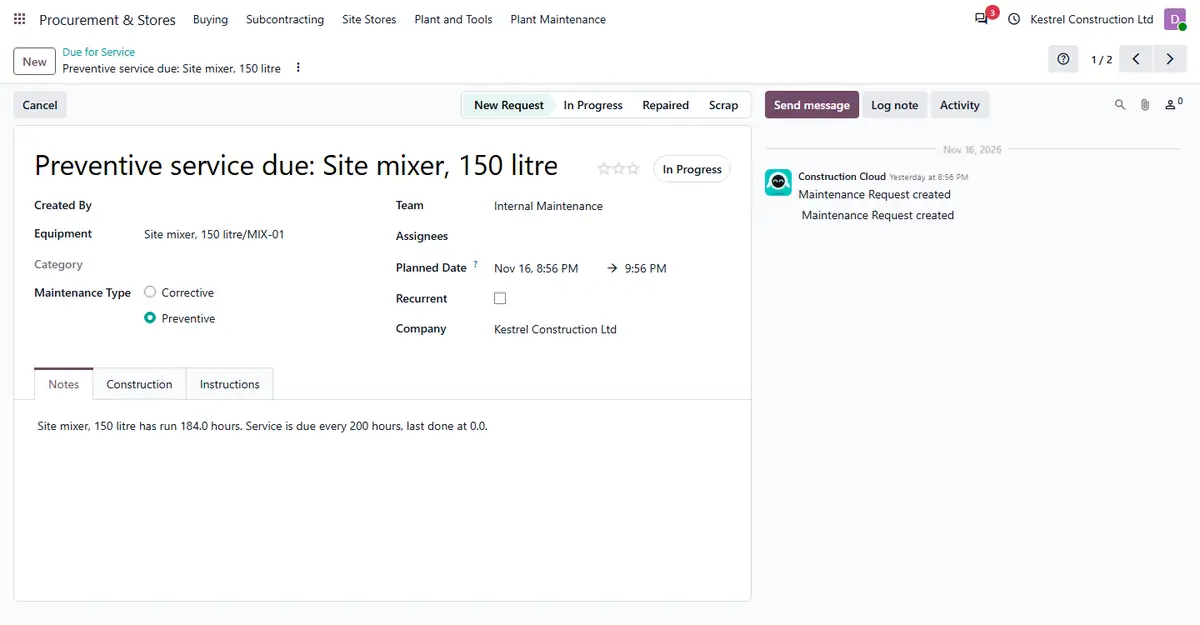 Procurement & Stores Buying Subcontracting Site Stores Plant and Tools Plant Maintenance 3 Kestrel Construction Ltd D
New Due for Service
Preventive service due: Site mixer, 150 litre 1 / 2
Cancel New Request In Progress Repaired Scrap Send message Log note Activity 0
Preventive service due: Site mixer, 150 litre In Progress
Created By
Equipment Site mixer, 150 litre/MIX-01
Category
Maintenance Type Corrective
Preventive
Team Internal Maintenance
Assignees
Planned Date ? Nov 16, 8:56 PM → 9:56 PM
Recurrent
Company Kestrel Construction Ltd
Notes Construction Instructions
Site mixer, 150 litre has run 184.0 hours. Service is due every 200 hours, last done at 0.0.
Nov 16, 2026
Construction Cloud Yesterday at 8:56 PM
Maintenance Request created
Maintenance Request created